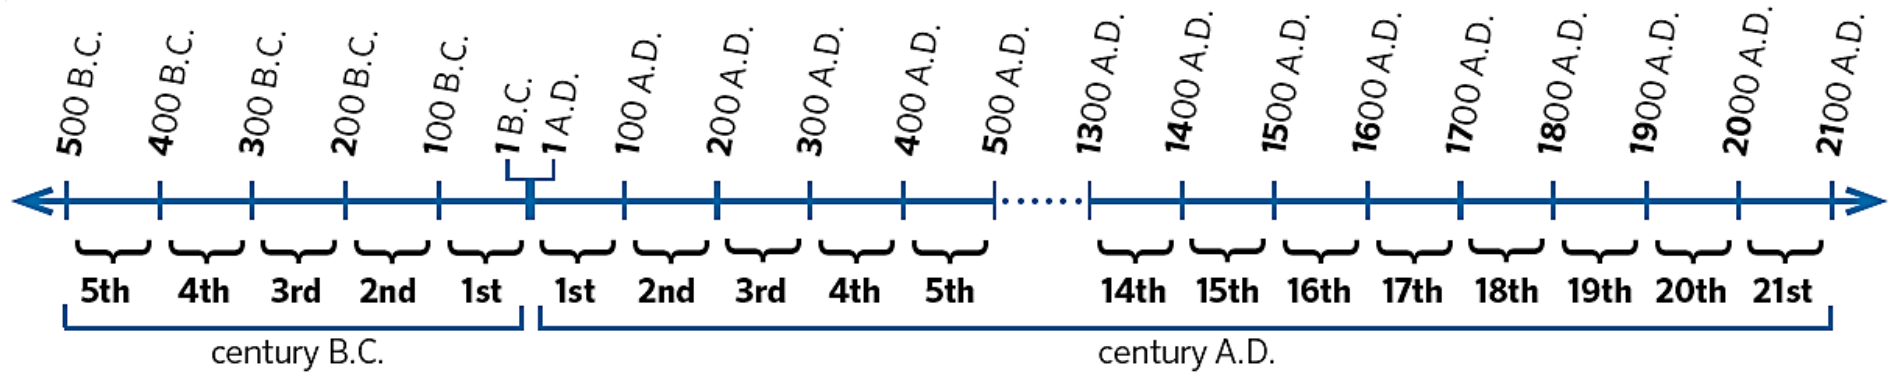 500 B.C. 400 B.C. 300 B.C. 200 B.C. 100 B.C. 1 B.C. 1 A.D. 100 A.D. 200 A.D. 300 A.D. 400 A.D. 500 A.D. 1300 A.D. 1400 A.D. 1500 A.D. 1600 A.D. 1700 A.D. 1800 A.D. 1900 A.D. 2000 A.D. 2100 A.D.
5th 4th 3rd 2nd 1st 1st 2nd 3rd 4th 5th 14th 15th 16th 17th 18th 19th 20th 21st
century B.C. century A.D.